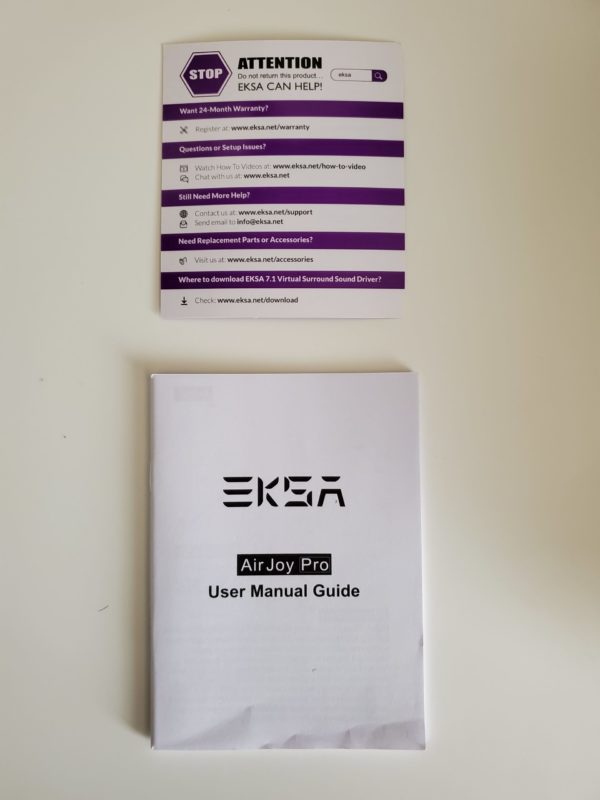 STOP
ATTENTION
Do not return this product...
EKSA CAN HELP!
eksa
Want 24-Month Warranty?
Register at: www.eksa.net/warranty
Questions or Setup Issues?
Watch How To Videos at: www.eksa.net/how-to-video
Chat with us at: www.eksa.net
Still Need More Help?
Contact us at: www.eksa.net/support
Send email to info@eksa.net
Need Replacement Parts or Accessories?
Visit us at: www.eksa.net/accessories
Where to download EKSA 7.1 Virtual Surround Sound Driver?
Check: www.eksa.net/download
EKSA
AirJoy Pro
User Manual Guide